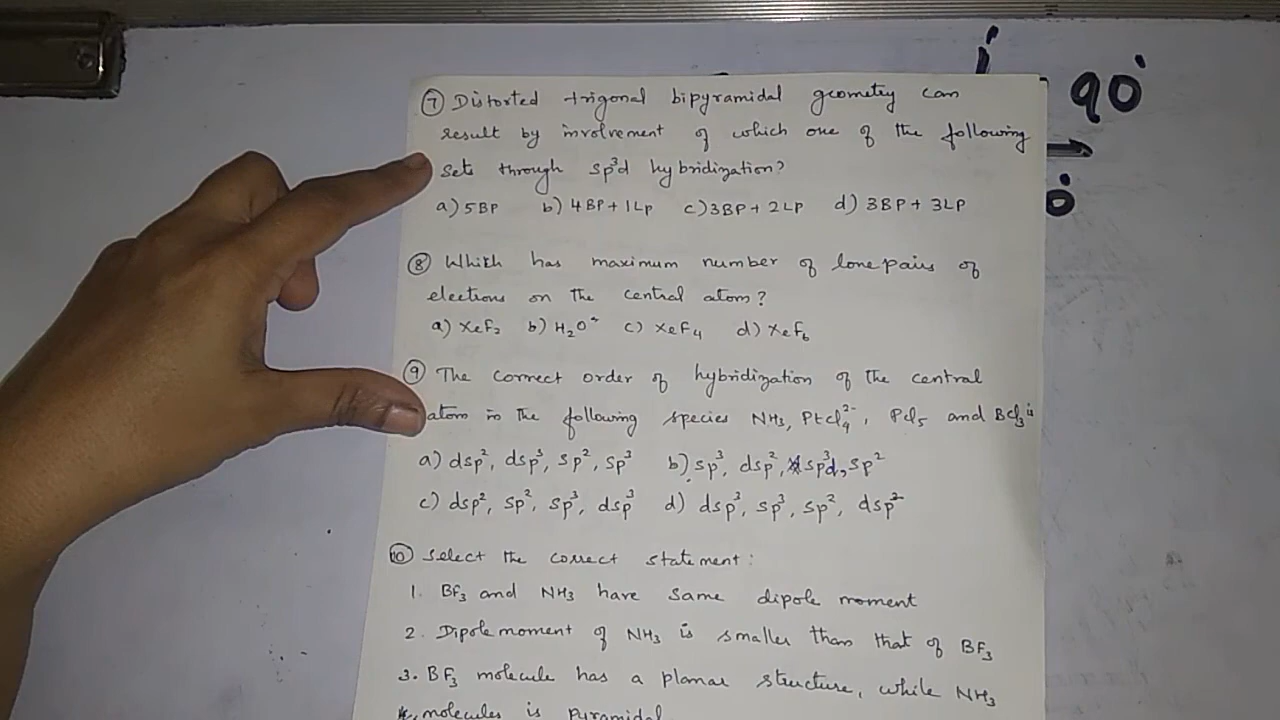 90°
⑦ Distorted trigonal bipyramidal geometry can
result by involvement of which one of the following
sets through sp³d hybridization?
a) 5BP b) 4BP + 1LP c) 3BP + 2LP d) 3BP + 3LP
⑧ Which has maximum number of lone pairs of
electrons on the central atom?
a) XeF₂ b) H₂O⁺ c) XeF₄ d) XeF₆
⑨ The correct order of hybridization of the central
atom in the following species NH₃, PtCl₄²⁻, PCl₅ and BCl₃ is
a) dsp², dsp³, sp², sp³ b) sp³, dsp², sp³d, sp²
c) dsp², sp², sp³, dsp³ d) dsp³, sp³, sp², dsp²
⑩ Select the correct statement:
1. BF₃ and NH₃ have same dipole moment
2. Dipole moment of NH₃ is smaller than that of BF₃
3. BF₃ molecule has a planar structure, while NH₃
molecules is pyramidal